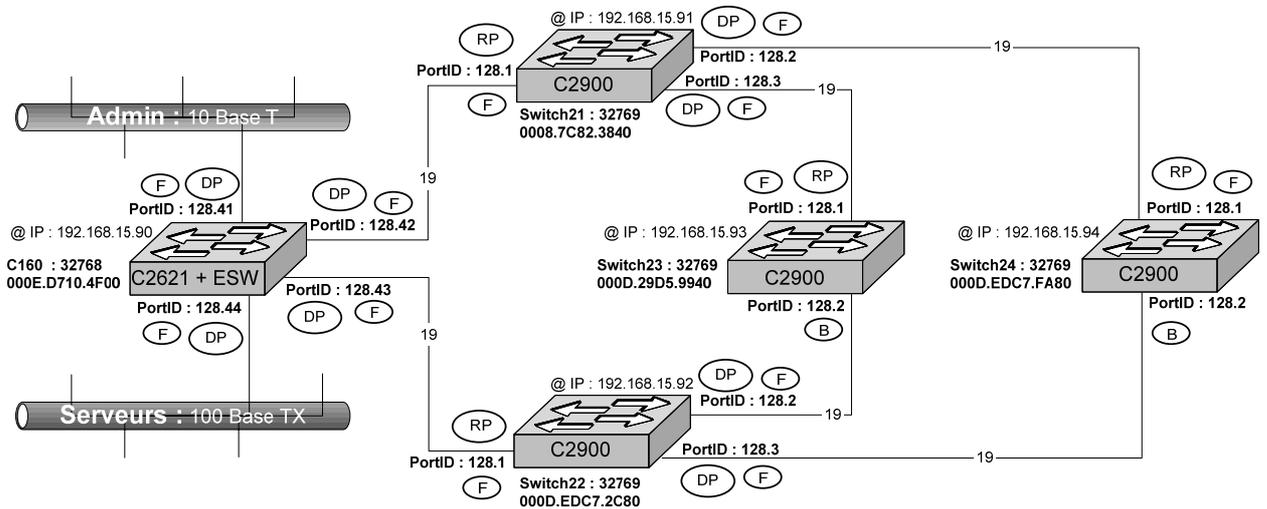 @ IP : 192.168.15.91
DP
F
RP
PortID : 128.1
F
C2900
PortID : 128.2
PortID : 128.3
DP
F
Switch21 : 32769
0008.7C82.3840
19
19
19
Admin : 10 Base T
F
DP
PortID : 128.41
DP
F
PortID : 128.42
@ IP : 192.168.15.90
C160 : 32768
000E.D710.4F00
C2621 + ESW
PortID : 128.43
DP
F
PortID : 128.44
F
DP
19
Serveurs : 100 Base TX
F
RP
PortID : 128.1
@ IP : 192.168.15.93
Switch23 : 32769
000D.29D5.9940
C2900
PortID : 128.2
B
RP
F
PortID : 128.1
@ IP : 192.168.15.94
Switch24 : 32769
000D.EDC7.FA80
C2900
PortID : 128.2
B
@ IP : 192.168.15.92
DP
F
PortID : 128.2
19
RP
PortID : 128.1
F
C2900
PortID : 128.3
DP
F
19
Switch22 : 32769
000D.EDC7.2C80